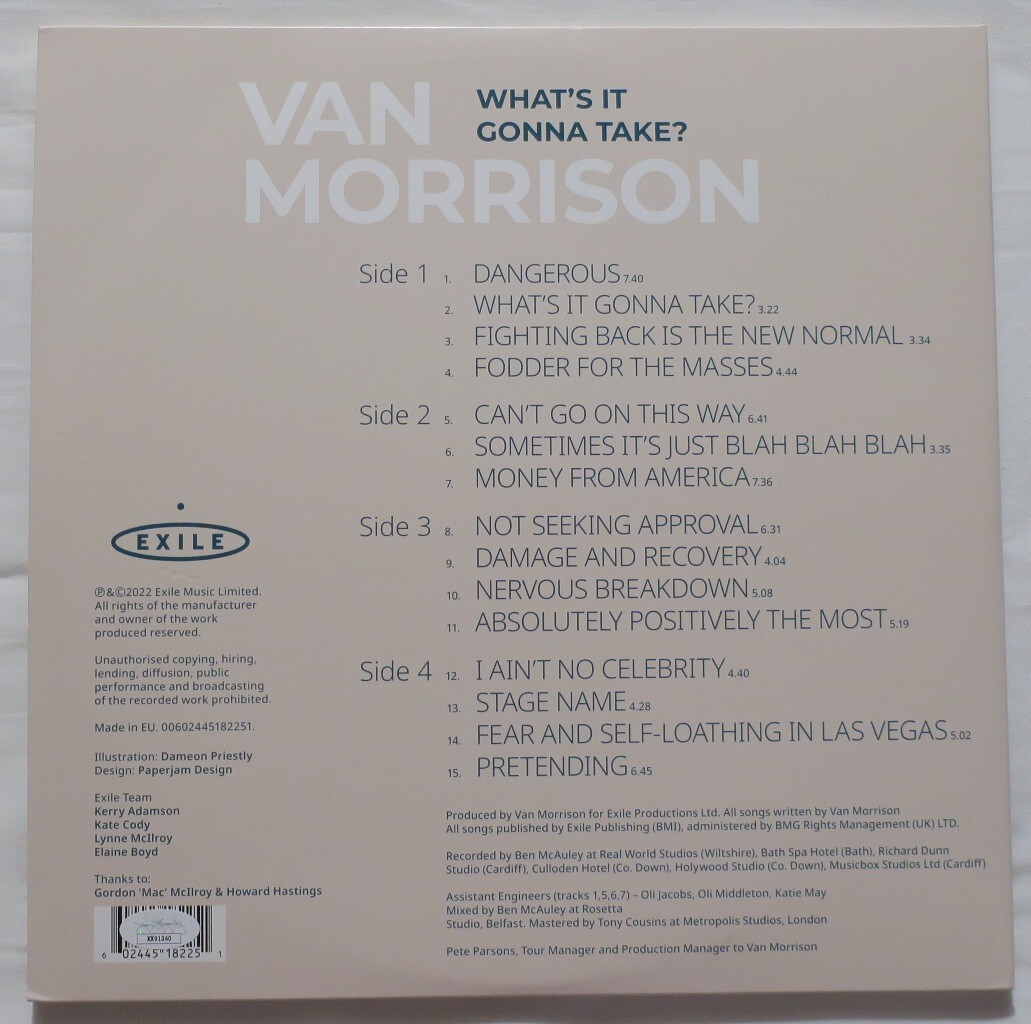 VAN
MORRISON
WHAT'S IT
GONNA TAKE?
Side 1 1. DANGEROUS 7.40
2. WHAT'S IT GONNA TAKE? 3.22
3. FIGHTING BACK IS THE NEW NORMAL 3.34
4. FODDER FOR THE MASSES 4.44
Side 2 5. CAN'T GO ON THIS WAY 6.41
6. SOMETIMES IT'S JUST BLAH BLAH BLAH 3.35
7. MONEY FROM AMERICA 7.36
Side 3 8. NOT SEEKING APPROVAL 6.31
9. DAMAGE AND RECOVERY 4.04
10. NERVOUS BREAKDOWN 5.08
11. ABSOLUTELY POSITIVELY THE MOST 5.19
Side 4 12. I AIN'T NO CELEBRITY 4.40
13. STAGE NAME 4.28
14. FEAR AND SELF-LOATHING IN LAS VEGAS 5.02
15. PRETENDING 6.45
EXILE
℗&©2022 Exile Music Limited.
All rights of the manufacturer
and owner of the work
produced reserved.
Unauthorised copying, hiring,
lending, diffusion, public
performance and broadcasting
of the recorded work prohibited.
Made in EU. 00602445182251.
Illustration: Dameon Priestly
Design: Paperjam Design
Exile Team
Kerry Adamson
Kate Cody
Lynne McIlroy
Elaine Boyd
Thanks to:
Gordon 'Mac' McIlroy & Howard Hastings
XX91340
6 02445 18225 1
Produced by Van Morrison for Exile Productions Ltd. All songs written by Van Morrison
All songs published by Exile Publishing (BMI), administered by BMG Rights Management (UK) LTD.
Recorded by Ben McAuley at Real World Studios (Wiltshire), Bath Spa Hotel (Bath), Richard Dunn
Studio (Cardiff), Culloden Hotel (Co. Down), Holywood Studio (Co. Down), Musicbox Studios Ltd (Cardiff)
Assistant Engineers (tracks 1,5,6,7) – Oli Jacobs, Oli Middleton, Katie May
Mixed by Ben McAuley at Rosetta
Studio, Belfast. Mastered by Tony Cousins at Metropolis Studios, London
Pete Parsons, Tour Manager and Production Manager to Van Morrison